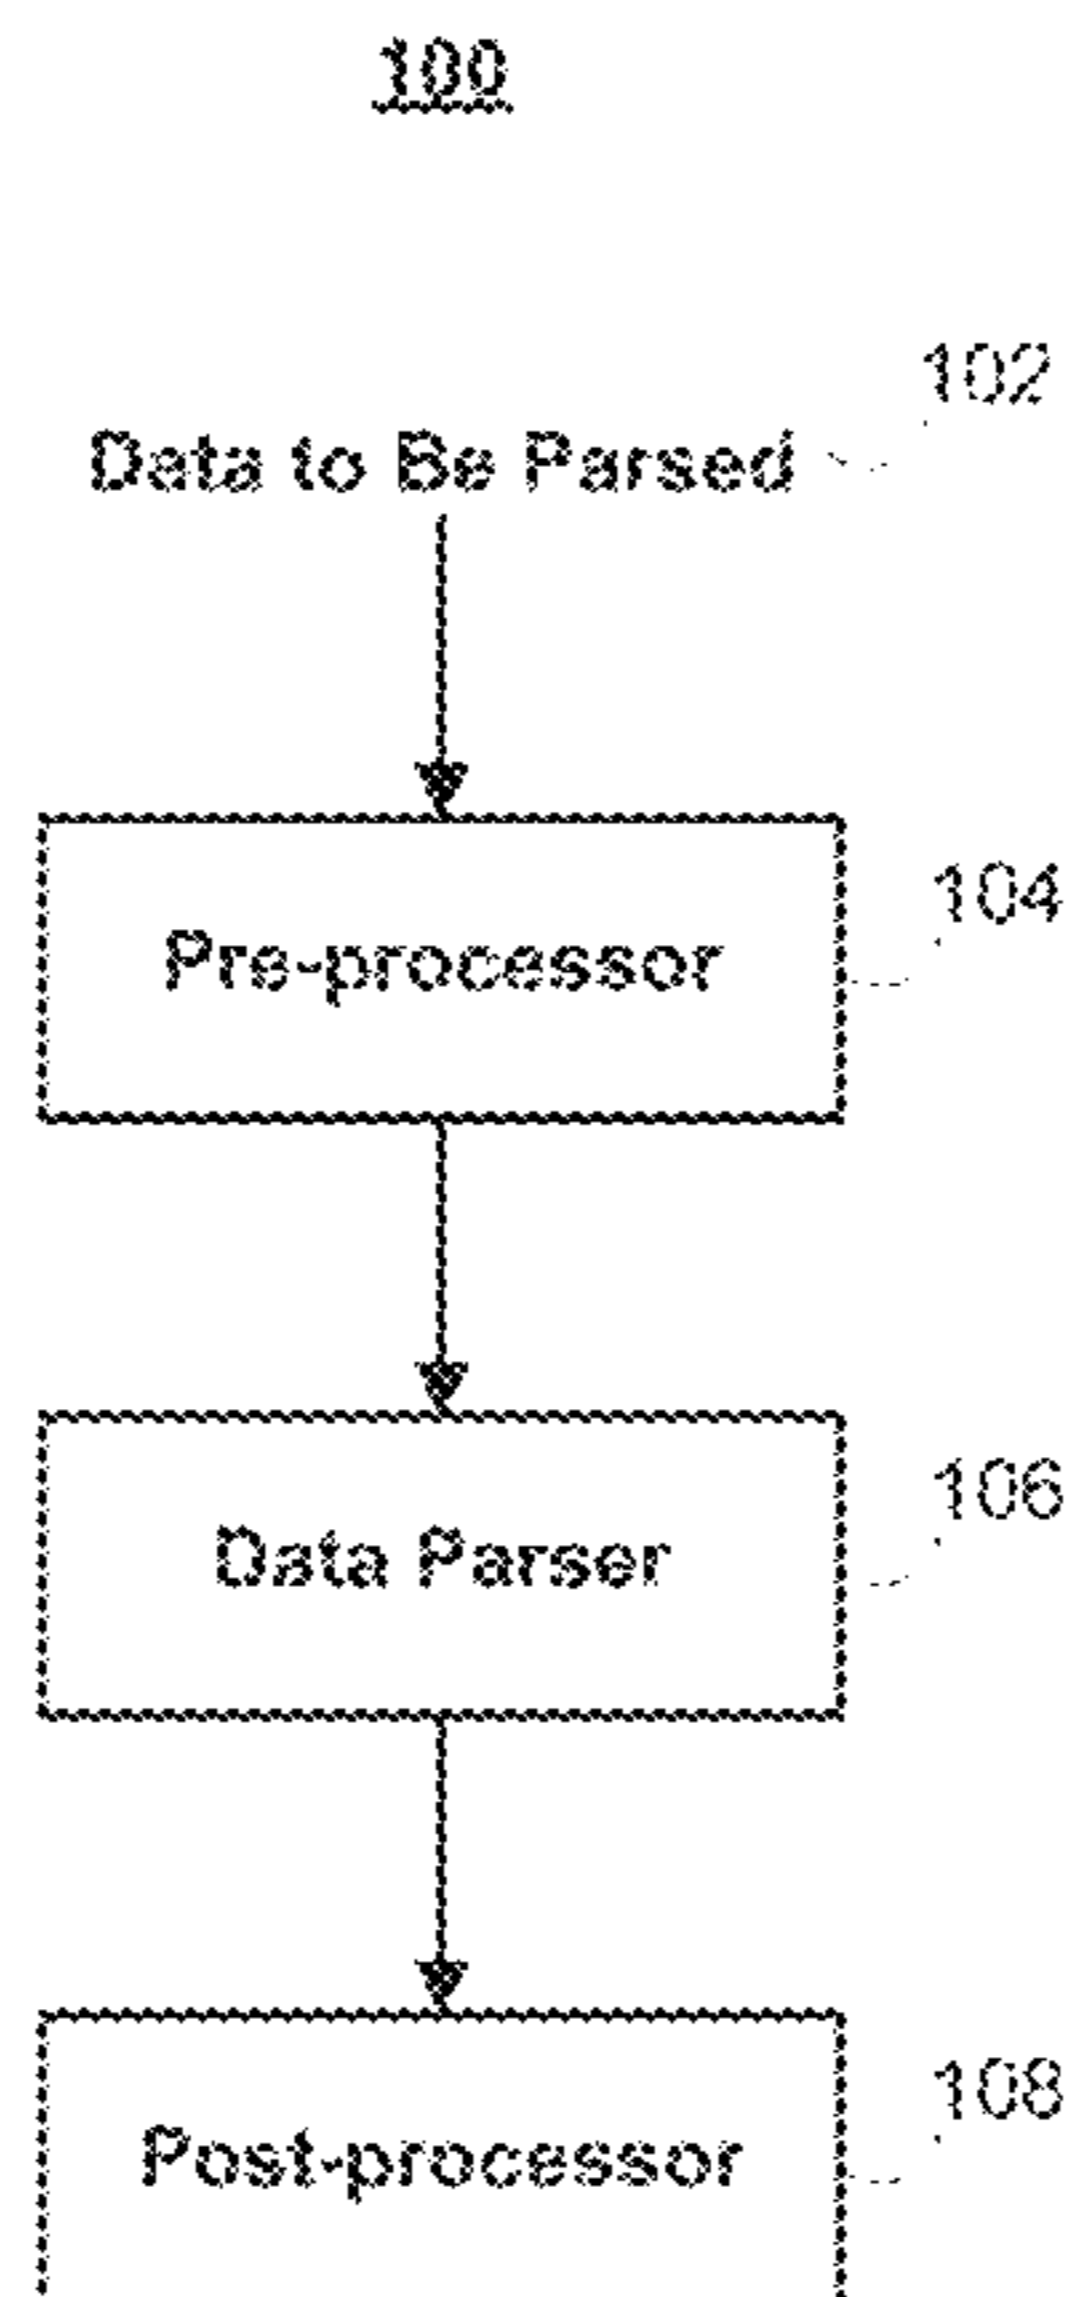 100
102
Data to Be Parsed
104
Pre-processor
106
Data Parser
108
Post-processor